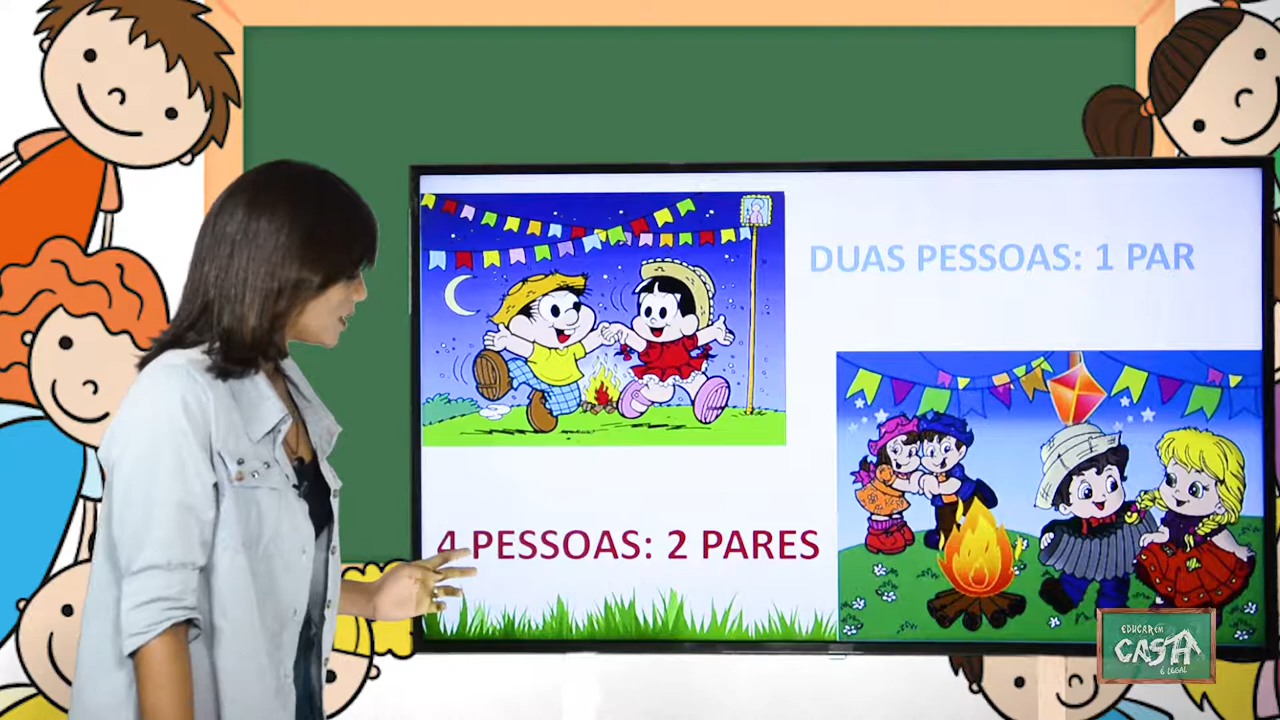 DUAS PESSOAS: 1 PAR
4 PESSOAS: 2 PARES
EDUCAR EM
CASA
É LEGAL